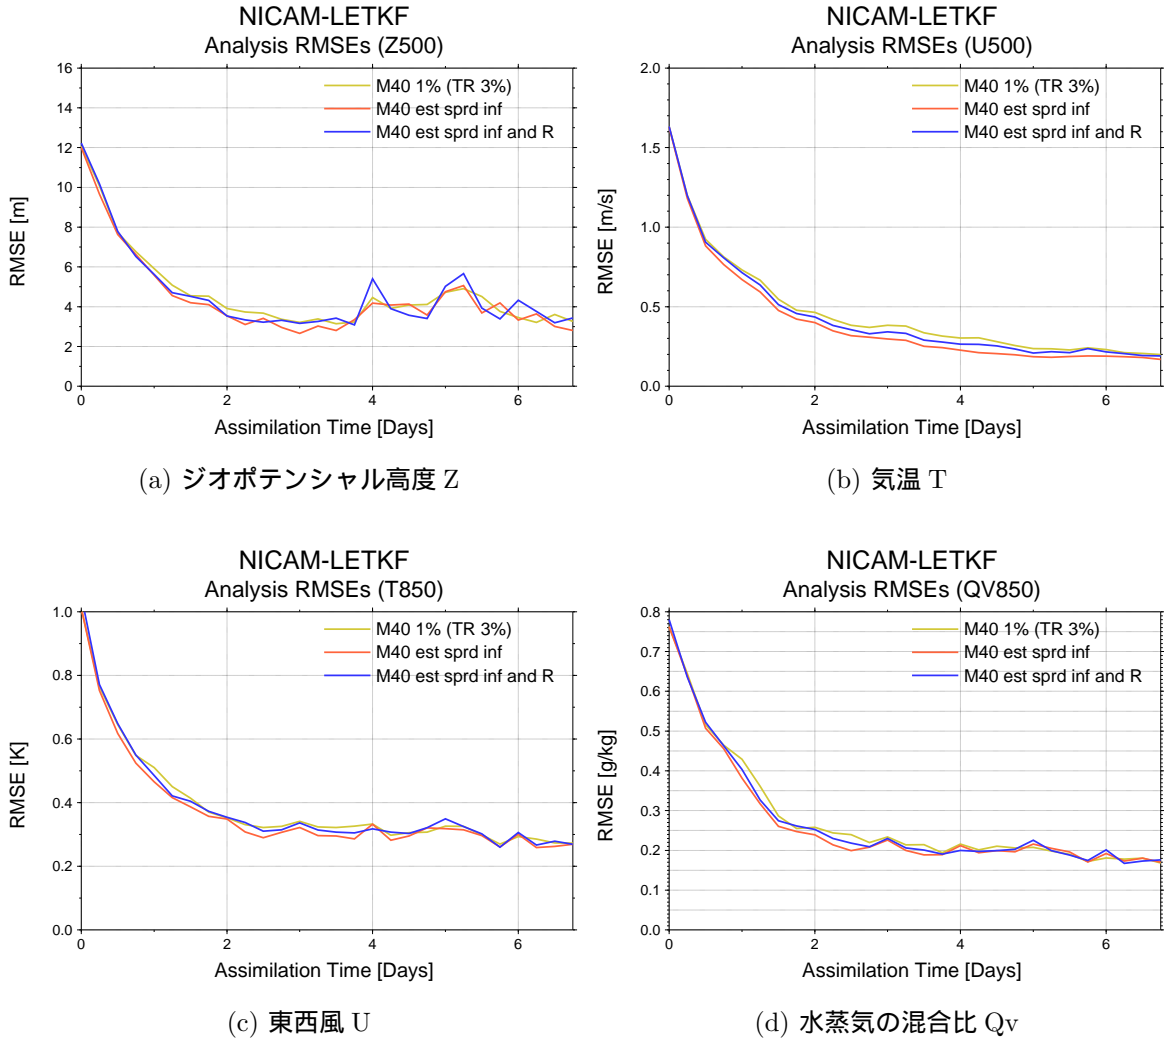 NICAM-LETKF
Analysis RMSEs (Z500)
16
14
12
10
8
6
4
2
0
RMSE [m]
M40 1% (TR 3%)
M40 est sprd inf
M40 est sprd inf and R
0 2 4 6
Assimilation Time [Days]
(a) ジオポテンシャル高度 Z
NICAM-LETKF
Analysis RMSEs (U500)
2.0
1.5
1.0
0.5
0.0
RMSE [m/s]
M40 1% (TR 3%)
M40 est sprd inf
M40 est sprd inf and R
0 2 4 6
Assimilation Time [Days]
(b) 気温 T
NICAM-LETKF
Analysis RMSEs (T850)
1.0
0.8
0.6
0.4
0.2
0.0
RMSE [K]
M40 1% (TR 3%)
M40 est sprd inf
M40 est sprd inf and R
0 2 4 6
Assimilation Time [Days]
(c) 東西風 U
NICAM-LETKF
Analysis RMSEs (QV850)
0.8
0.7
0.6
0.5
0.4
0.3
0.2
0.1
0.0
RMSE [g/kg]
M40 1% (TR 3%)
M40 est sprd inf
M40 est sprd inf and R
0 2 4 6
Assimilation Time [Days]
(d) 水蒸気の混合比 Qv